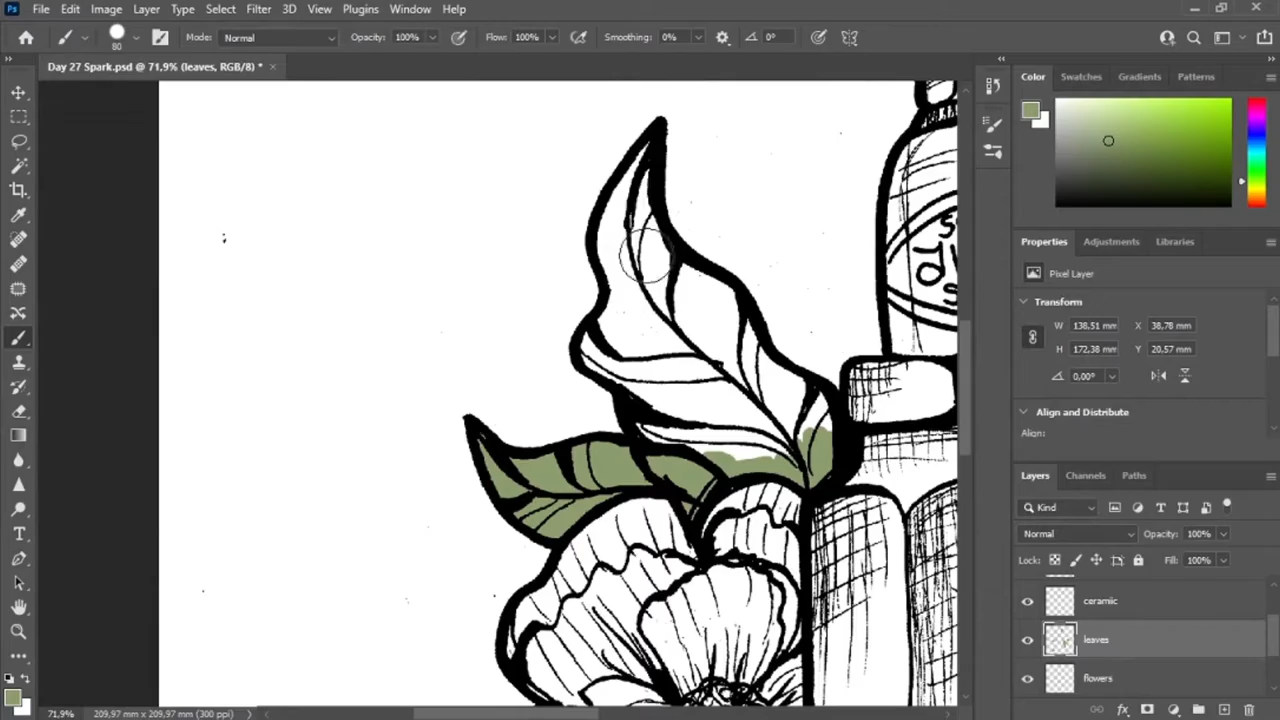 Ps File Edit Image Layer Type Select Filter 3D View Plugins Window Help
80 Mode: Normal Opacity: 100% Flow: 100% Smoothing: 0% 0°
Day 27 Spark.psd @ 71,9% (leaves, RGB/8) * ×
Color Swatches Gradients Patterns
Properties Adjustments Libraries
Pixel Layer
Transform
W 138,51 mm X 38,78 mm
H 172,38 mm Y 20,57 mm
0,00°
Align and Distribute
Align:
Layers Channels Paths
Kind
Normal Opacity: 100%
Lock: Fill: 100%
ceramic
leaves
flowers
71,9% 209,97 mm x 209,97 mm (300 ppi)